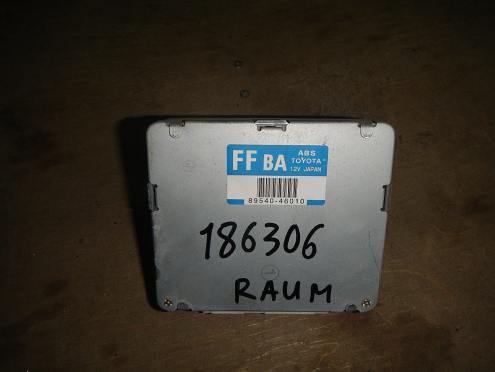 FF BA ABS
TOYOTA
12V JAPAN
89540-46010
186306
RAUM